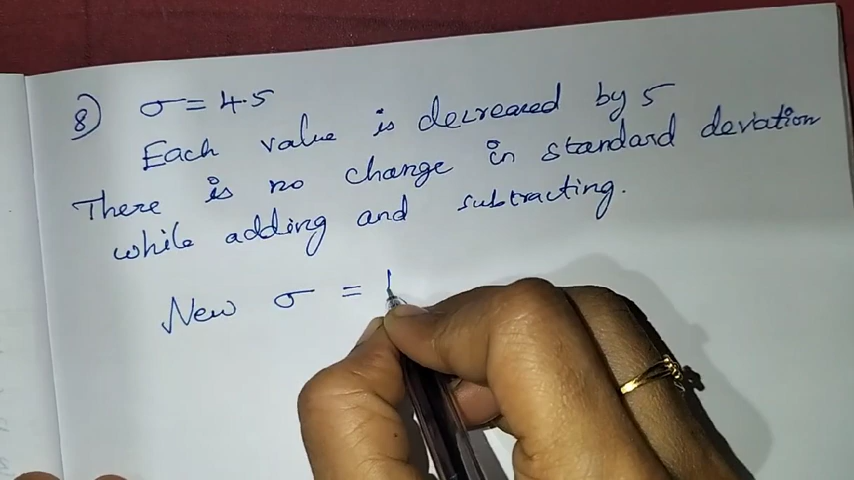 8) σ = 4.5
Each value is decreased by 5
There is no change in standard deviation
while adding and subtracting.
New σ =